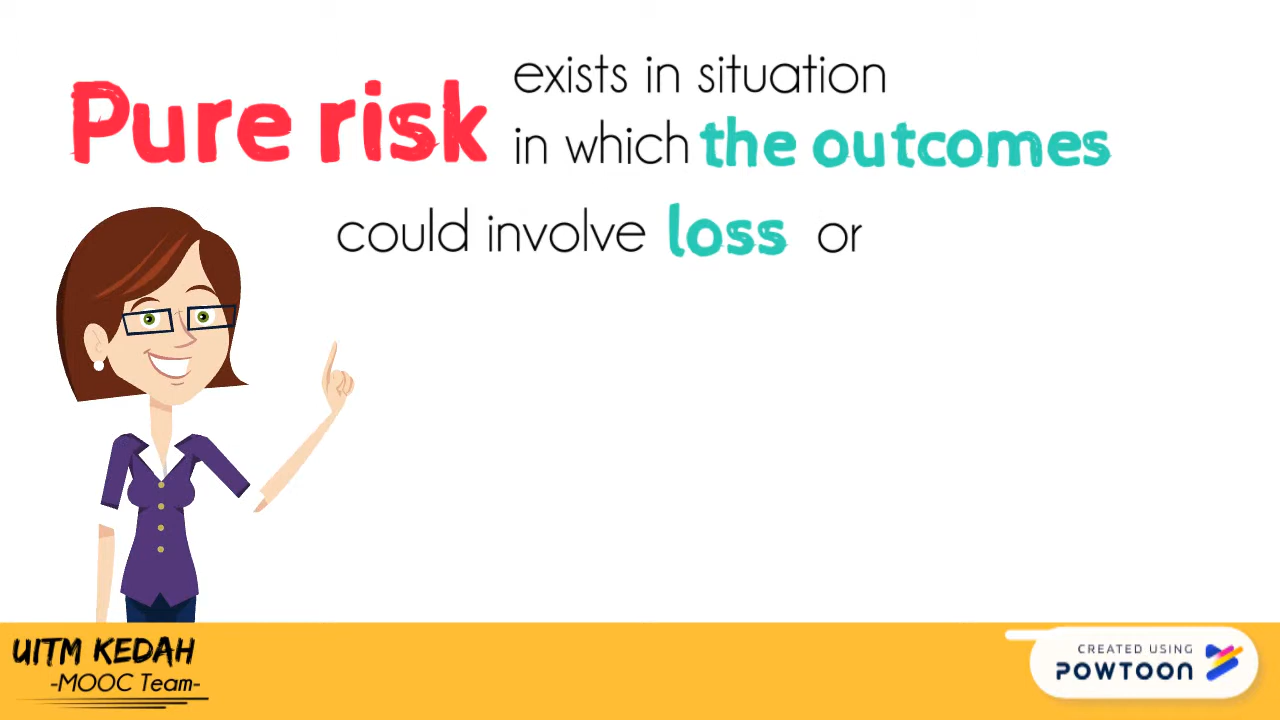 Pure risk exists in situation
in which the outcomes
could involve loss or
UITM KEDAH
-MOOC Team-
CREATED USING
POWTOON